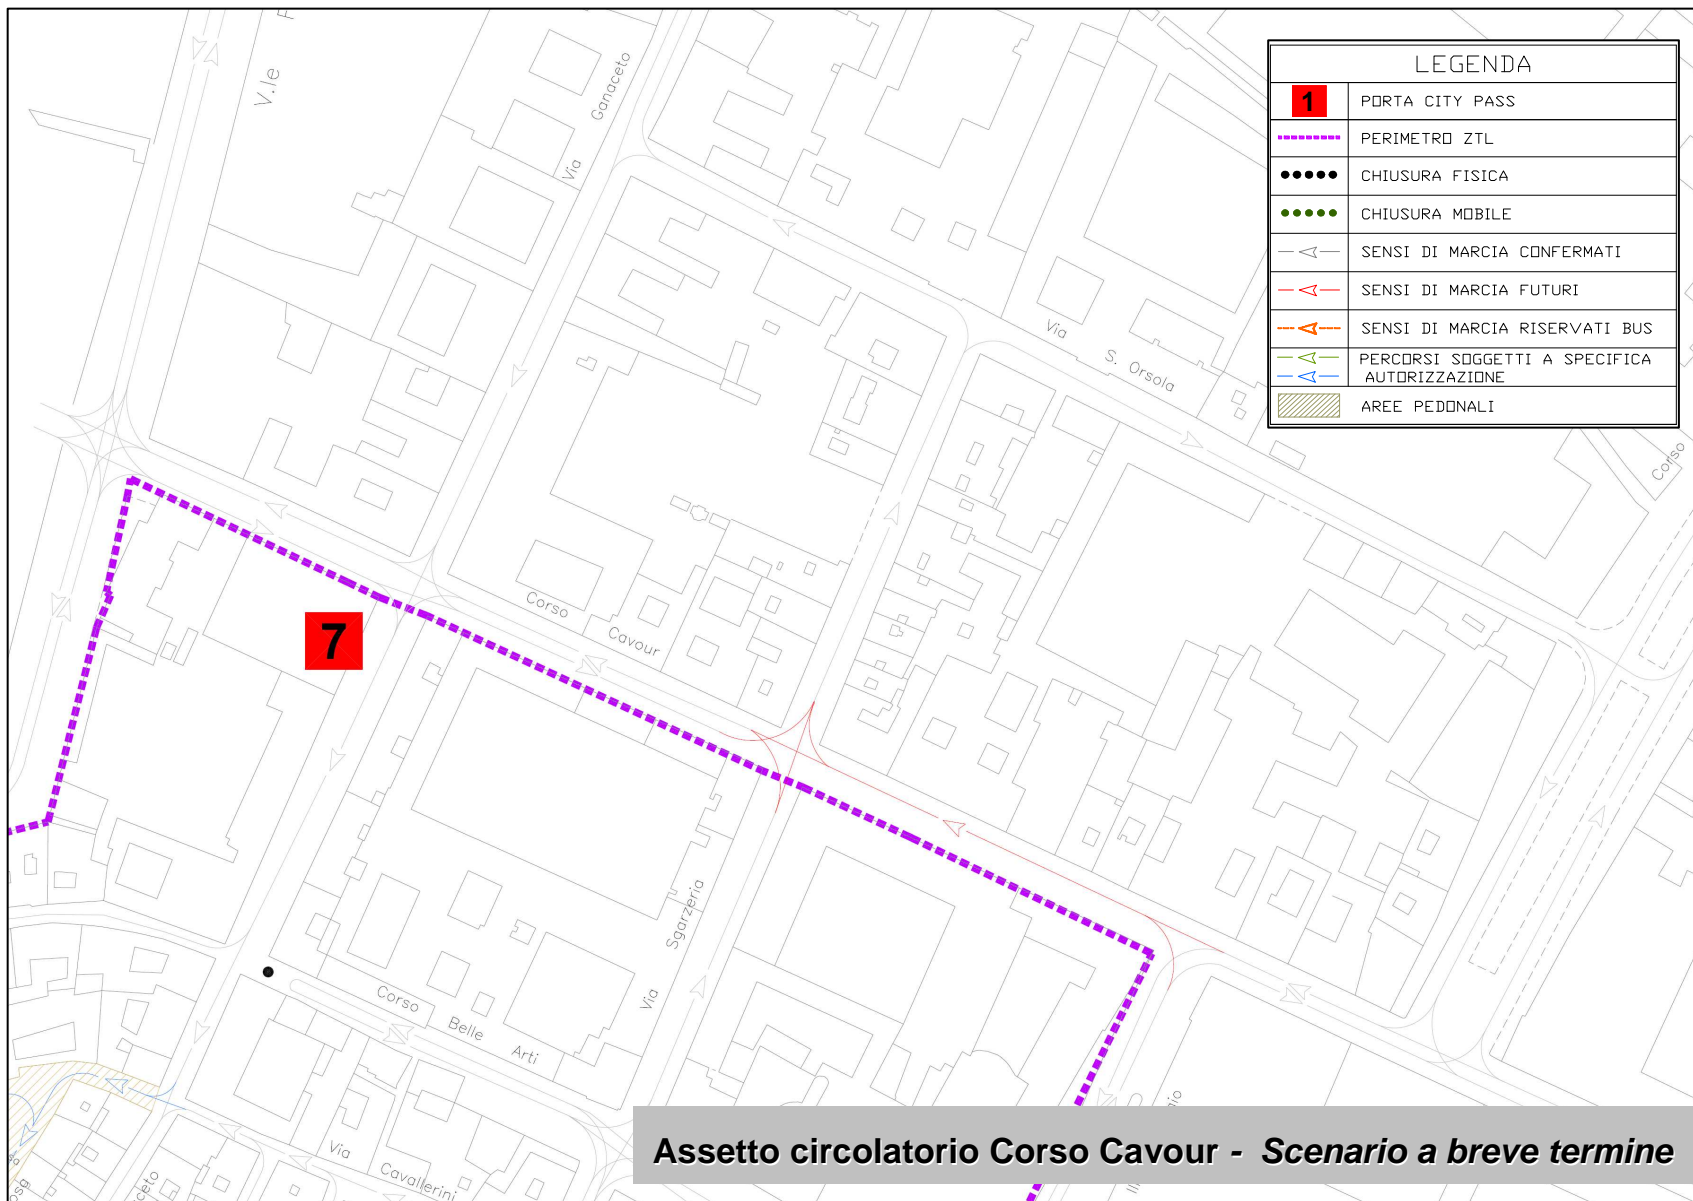 LEGENDA
1 PORTA CITY PASS
PERIMETRO ZTL
CHIUSURA FISICA
CHIUSURA MOBILE
SENSI DI MARCIA CONFERMATI
SENSI DI MARCIA FUTURI
SENSI DI MARCIA RISERVATI BUS
PERCORSI SOGGETTI A SPECIFICA
AUTORIZZAZIONE
AREE PEDONALI
V.le
Via Ganaceto
Via S. Orsola
Corso
7
Corso Cavour
Via Sgarzeria
Corso Belle Arti
Via Cavallerini
Assetto circolatorio Corso Cavour - Scenario a breve termine